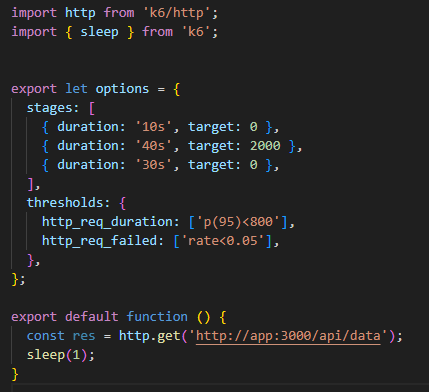 import http from 'k6/http';
import { sleep } from 'k6';
export let options = {
  stages: [
    { duration: '10s', target: 0 },
    { duration: '40s', target: 2000 },
    { duration: '30s', target: 0 },
  ],
  thresholds: {
    http_req_duration: ['p(95)<800'],
    http_req_failed: ['rate<0.05'],
  },
};
export default function () {
  const res = http.get('http://app:3000/api/data');
  sleep(1);
}